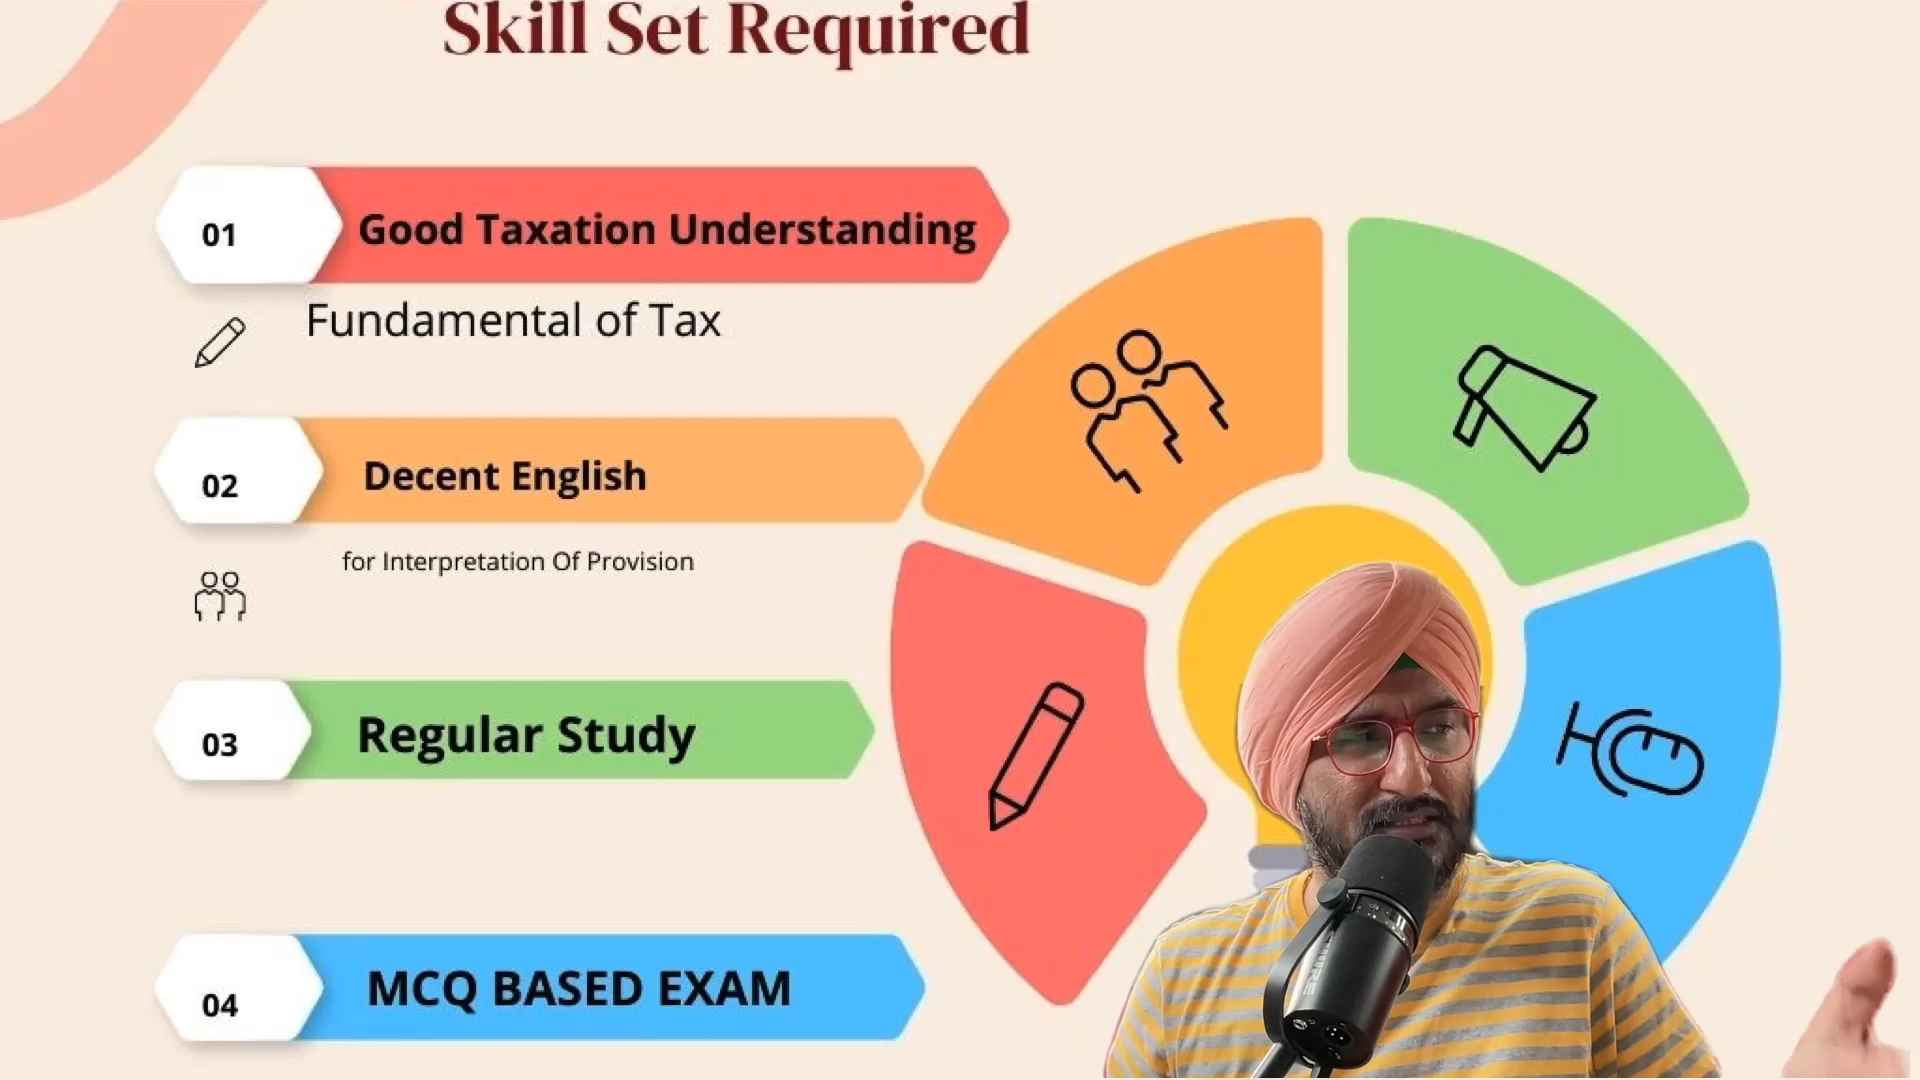 Skill Set Required
01
Good Taxation Understanding
Fundamental of Tax
02
Decent English
for Interpretation Of Provision
03
Regular Study
04
MCQ BASED EXAM
SHURE